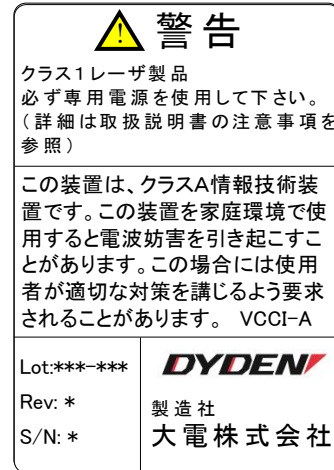 警告
クラス1レーザ製品
必ず専用電源を使用して下さい。
(詳細は取扱説明書の注意事項を
参照)
この装置は、クラスA情報技術装
置です。この装置を家庭環境で使
用すると電波妨害を引き起こすこ
とがあります。この場合には使用
者が適切な対策を講じるよう要求
されることがあります。 VCCI-A
Lot:***-***
Rev: *
S/N: *
DYDEN
製造社
大電株式会社